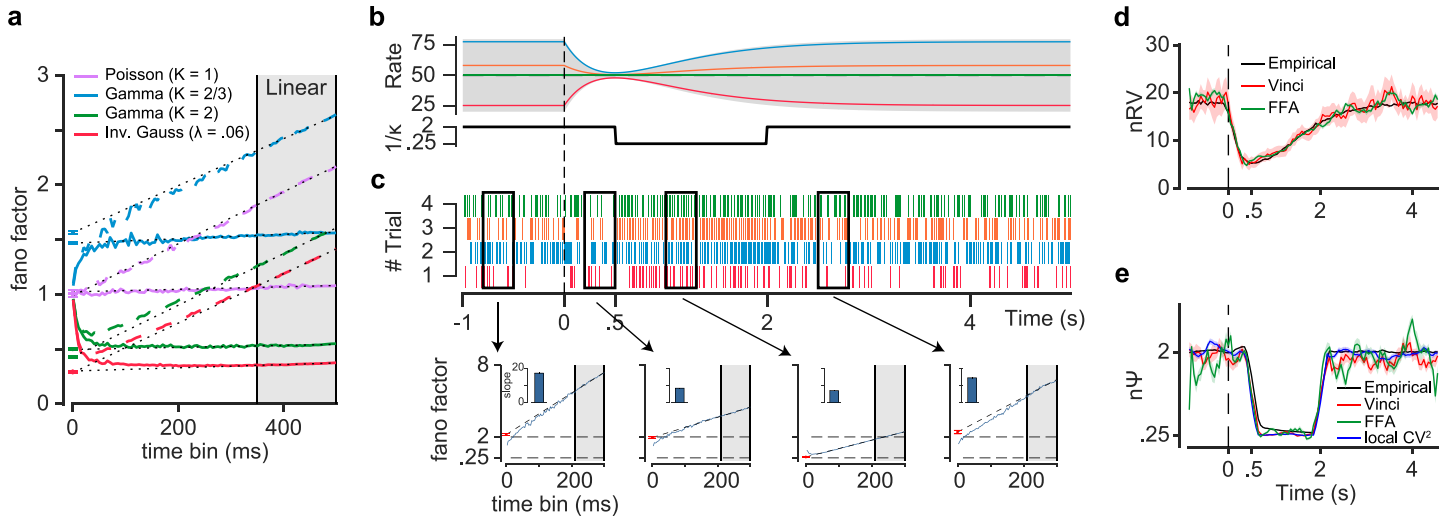 a
3
2
1
0
fano factor
Poisson (K = 1)
Gamma (K = 2/3)
Gamma (K = 2)
Inv. Gauss (λ = .06)
Linear
0 200 400
time bin (ms)
b
75
50
25
Rate
2
.25
1/κ
c
4
3
2
1
# Trial
-1 0 .5 2 4
Time (s)
8
2
.25
fano factor
20
0
slope
0 200
time bin (ms)
0 200
0 200
0 200
d
30
20
10
0
nRV
Empirical
Vinci
FFA
0 .5 2 4
e
2
.25
nΨ
Empirical
Vinci
FFA
local CV²
0 .5 2 4
Time (s)